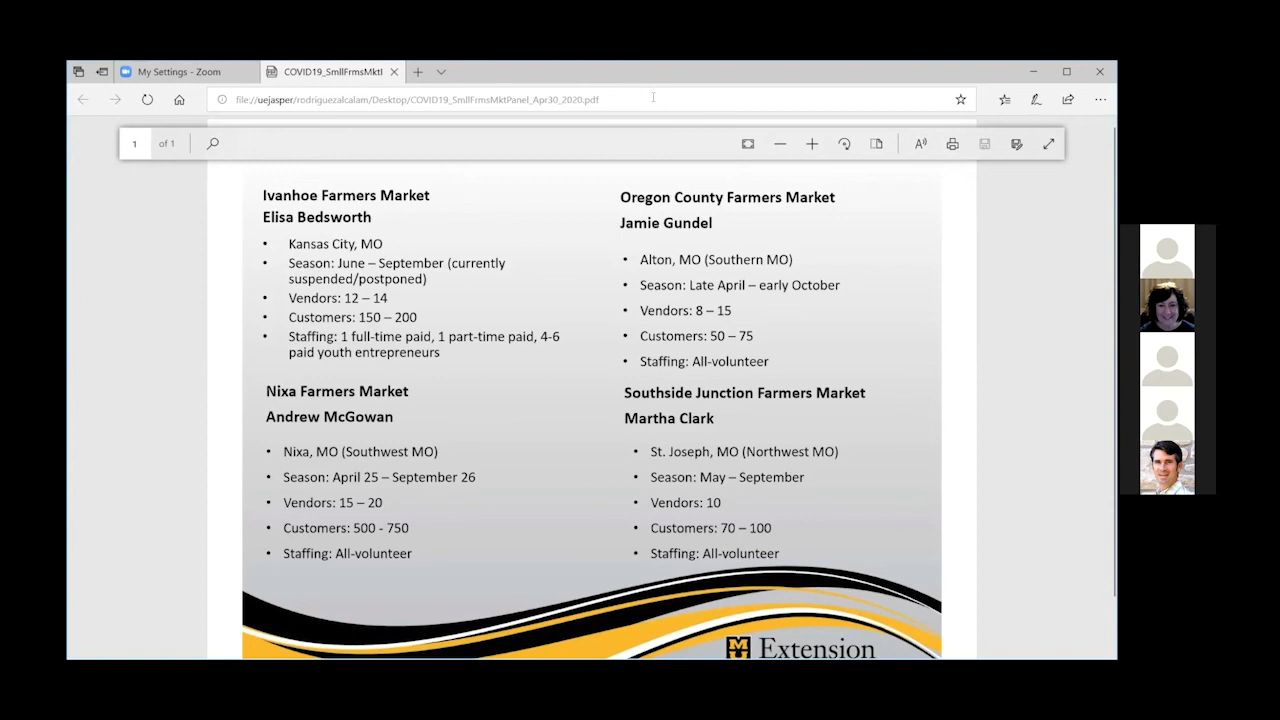 My Settings - Zoom
COVID19_SmllFrmsMktl
file://uejasper/rodriguezalcalam/Desktop/COVID19_SmllFrmsMktPanel_Apr30_2020.pdf
1 of 1
Ivanhoe Farmers Market
Elisa Bedsworth
• Kansas City, MO
• Season: June – September (currently
suspended/postponed)
• Vendors: 12 – 14
• Customers: 150 – 200
• Staffing: 1 full-time paid, 1 part-time paid, 4-6
paid youth entrepreneurs
Oregon County Farmers Market
Jamie Gundel
• Alton, MO (Southern MO)
• Season: Late April – early October
• Vendors: 8 – 15
• Customers: 50 – 75
• Staffing: All-volunteer
Nixa Farmers Market
Andrew McGowan
• Nixa, MO (Southwest MO)
• Season: April 25 – September 26
• Vendors: 15 – 20
• Customers: 500 - 750
• Staffing: All-volunteer
Southside Junction Farmers Market
Martha Clark
• St. Joseph, MO (Northwest MO)
• Season: May – September
• Vendors: 10
• Customers: 70 – 100
• Staffing: All-volunteer
Extension